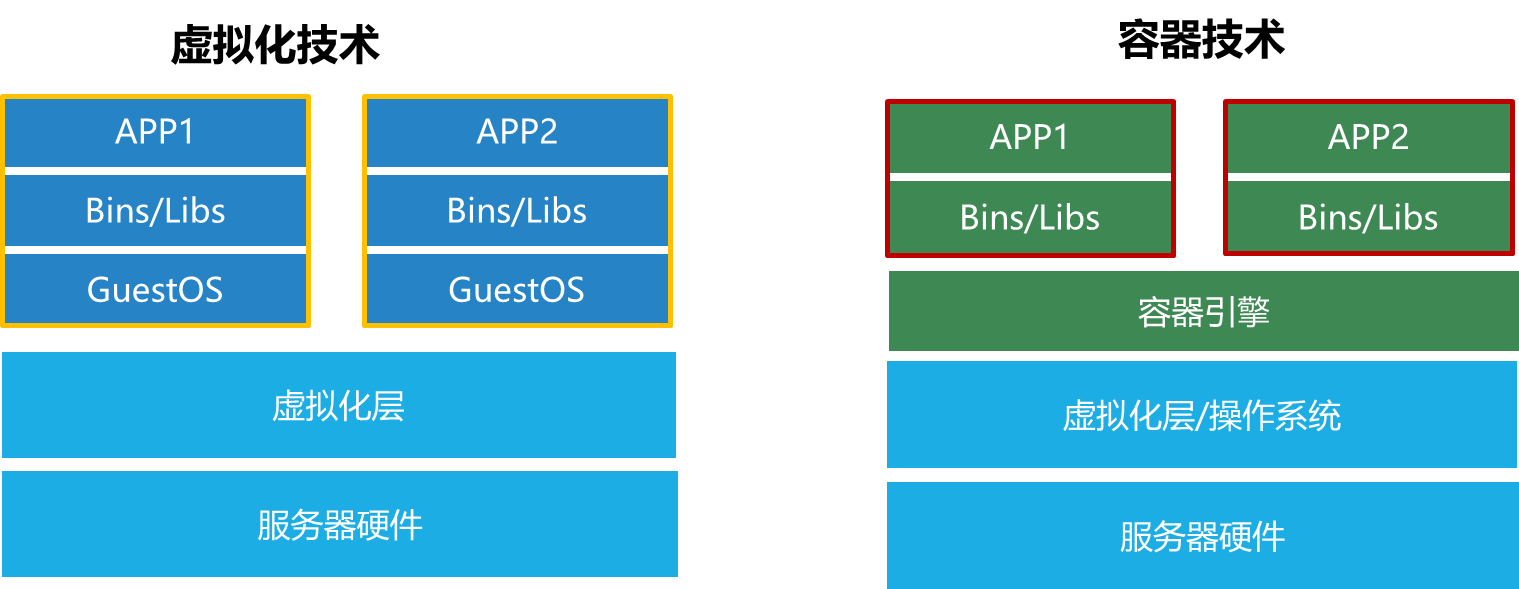 虚拟化技术
APP1
APP2
Bins/Libs
Bins/Libs
GuestOS
GuestOS
虚拟化层
服务器硬件
容器技术
APP1
APP2
Bins/Libs
Bins/Libs
容器引擎
虚拟化层/操作系统
服务器硬件